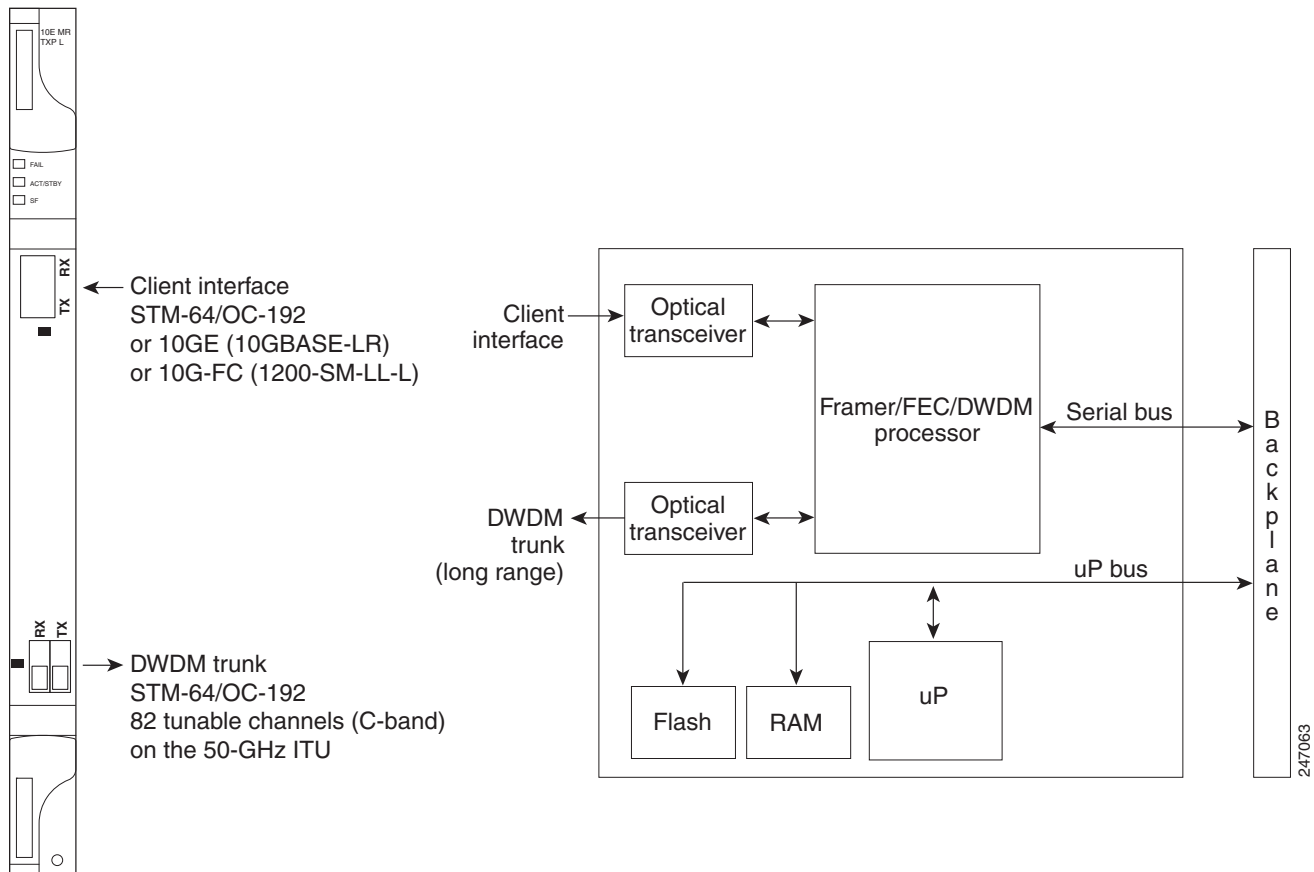 10E MR
TXP L
FAIL
ACT/STBY
SF
RX
TX
Client interface
STM-64/OC-192
or 10GE (10GBASE-LR)
or 10G-FC (1200-SM-LL-L)
RX
TX
DWDM trunk
STM-64/OC-192
82 tunable channels (C-band)
on the 50-GHz ITU
Client
interface
Optical
transceiver
Framer/FEC/DWDM
processor
Serial bus
DWDM
trunk
(long range)
Optical
transceiver
uP bus
Flash
RAM
uP
Backplane
247063